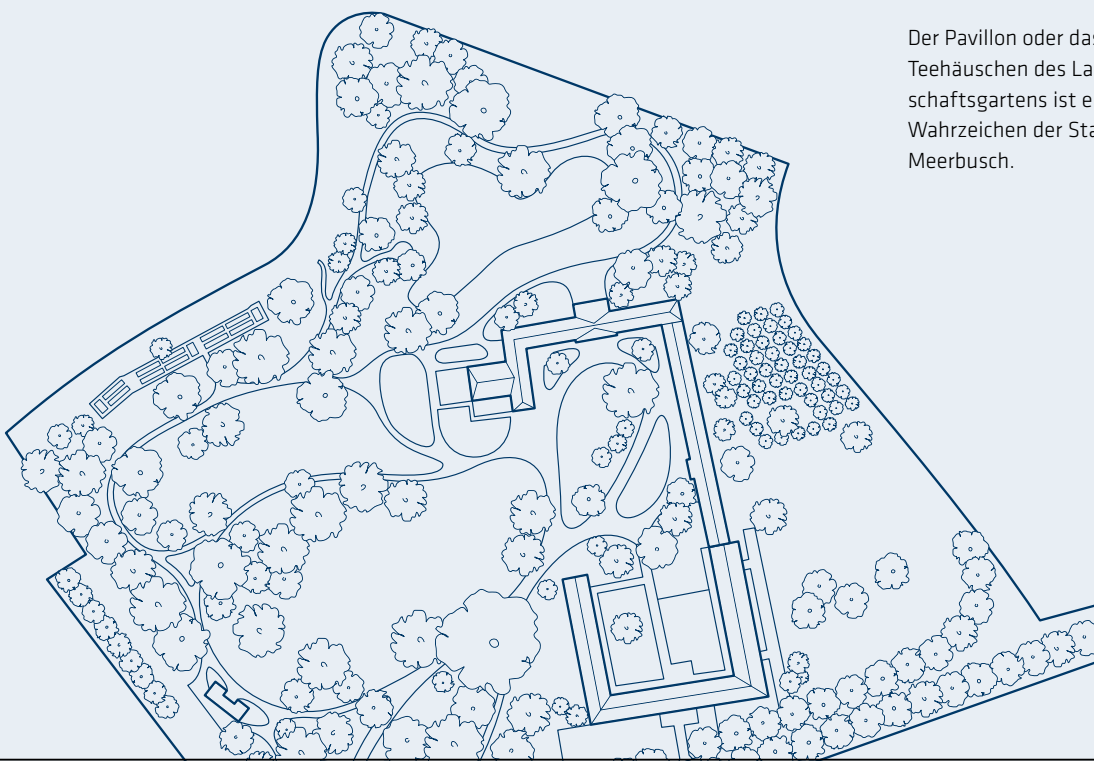 Der Pavillon oder das
Teehäuschen des La
schaftsgartens ist e
Wahrzeichen der Sta
Meerbusch.